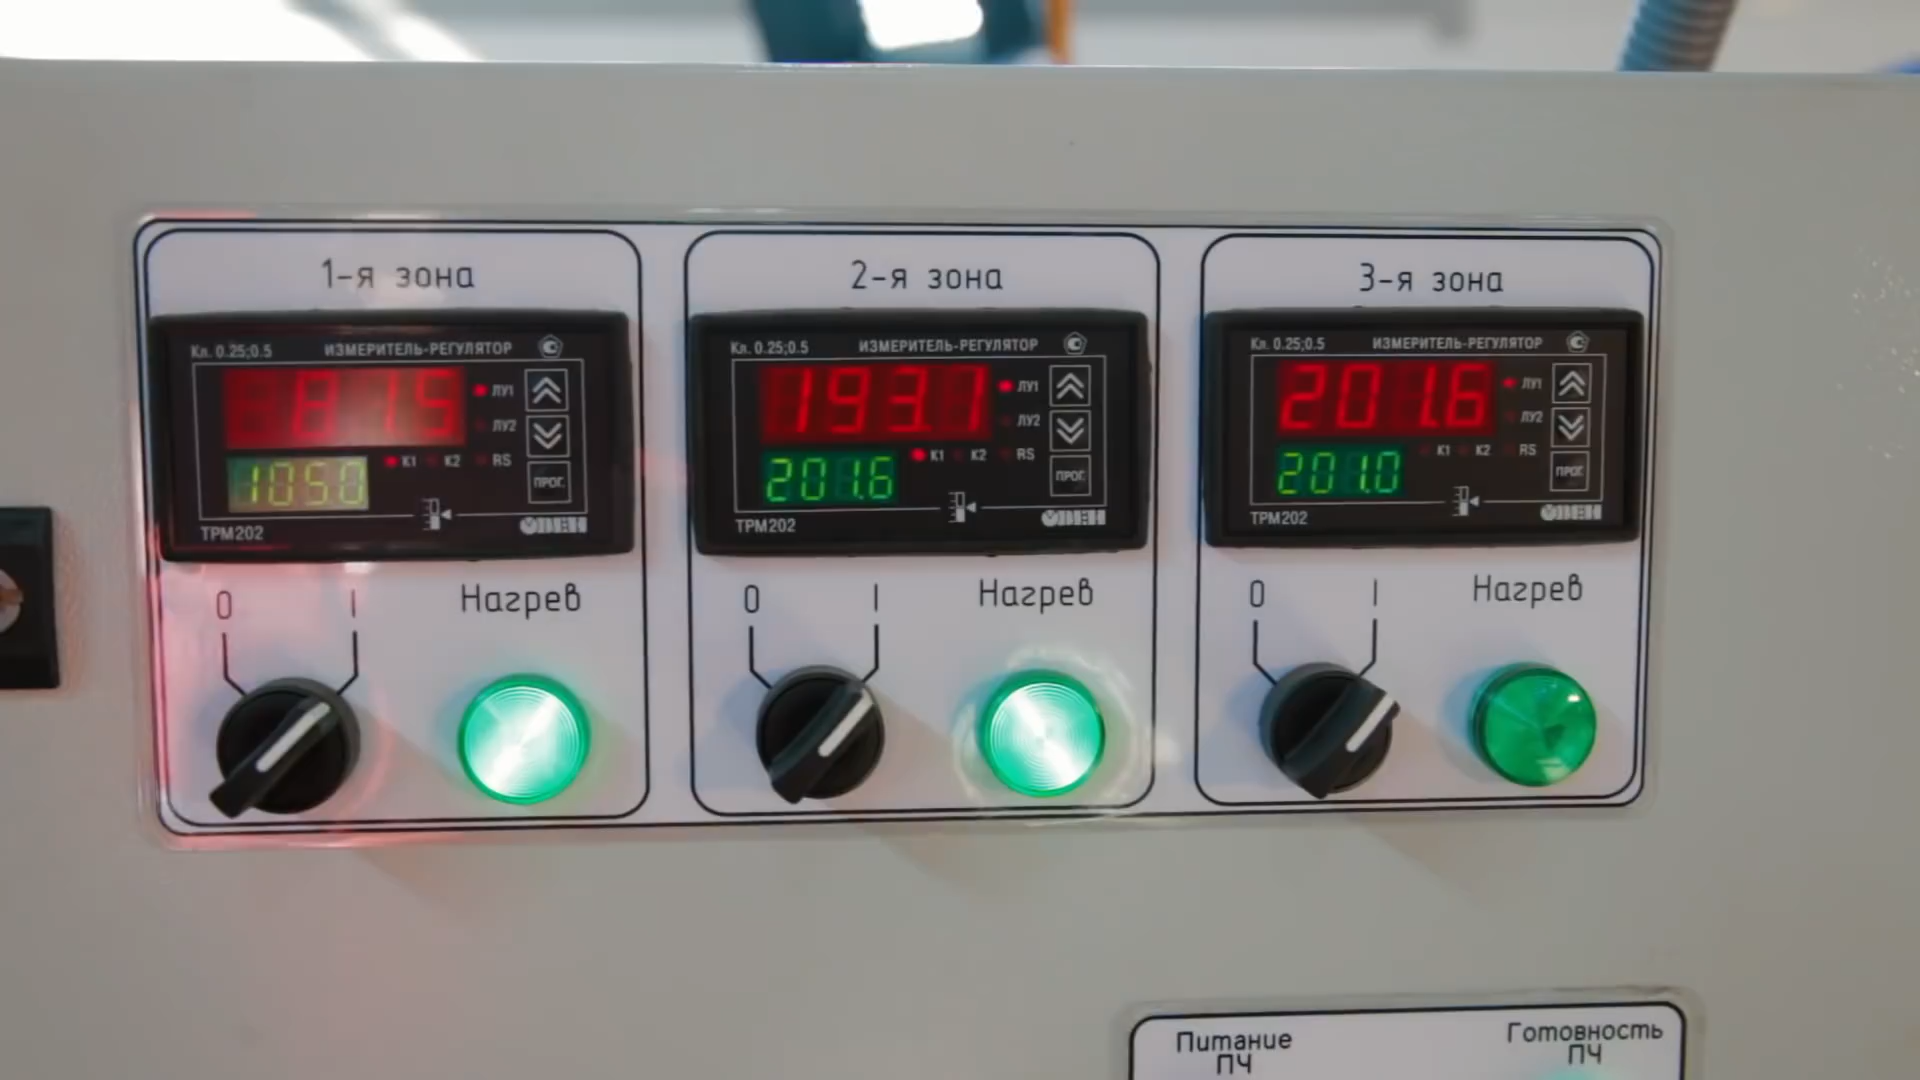 1-я зона
Кл. 0.25;0.5 ИЗМЕРИТЕЛЬ-РЕГУЛЯТОР
815
ЛУ1
ЛУ2
К1 К2 RS
1050
ПРОГ.
ТРМ202
ОВЕН
0 I
Нагрев
2-я зона
Кл. 0.25;0.5 ИЗМЕРИТЕЛЬ-РЕГУЛЯТОР
193.1
ЛУ1
ЛУ2
К1 К2 RS
201.6
ПРОГ.
ТРМ202
ОВЕН
0 I
Нагрев
3-я зона
Кл. 0.25;0.5 ИЗМЕРИТЕЛЬ-РЕГУЛЯТОР
201.6
ЛУ1
ЛУ2
К1 К2 RS
201.0
ПРОГ.
ТРМ202
ОВЕН
0 I
Нагрев
Питание
ПЧ
Готовность
ПЧ